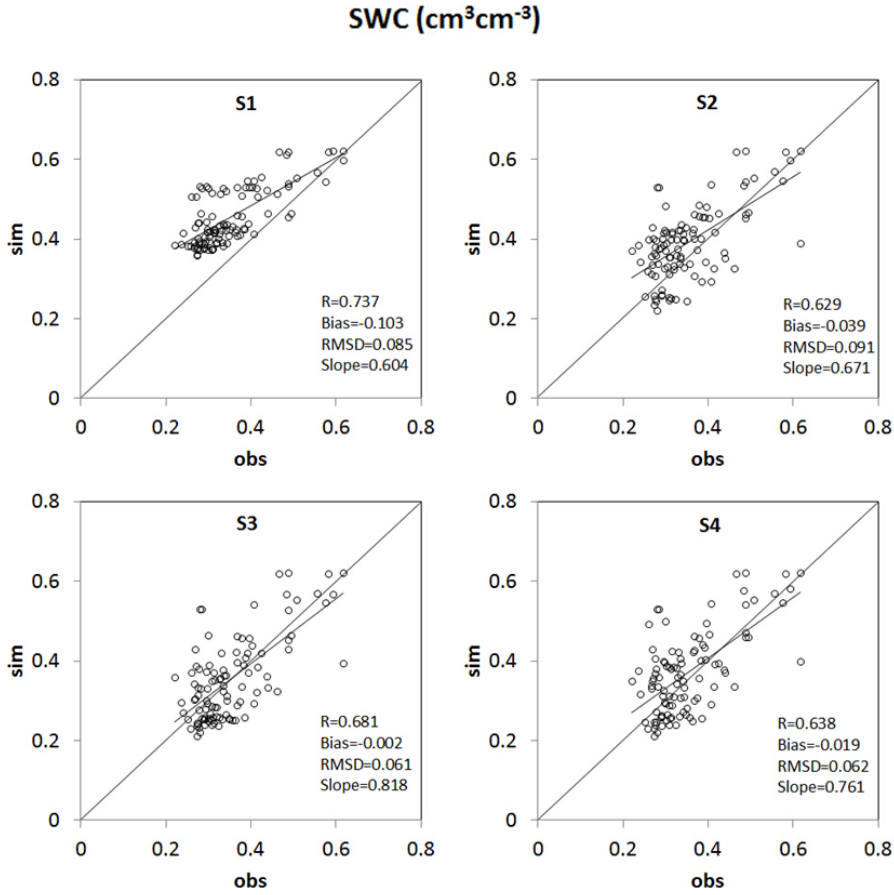 SWC (cm³cm⁻³)
S1
sim
0.8
0.6
0.4
0.2
0
R=0.737
Bias=-0.103
RMSD=0.085
Slope=0.604
0 0.2 0.4 0.6 0.8
obs
S2
sim
0.8
0.6
0.4
0.2
0
R=0.629
Bias=-0.039
RMSD=0.091
Slope=0.671
0 0.2 0.4 0.6 0.8
obs
S3
sim
0.8
0.6
0.4
0.2
0
R=0.681
Bias=-0.002
RMSD=0.061
Slope=0.818
0 0.2 0.4 0.6 0.8
obs
S4
sim
0.8
0.6
0.4
0.2
0
R=0.638
Bias=-0.019
RMSD=0.062
Slope=0.761
0 0.2 0.4 0.6 0.8
obs